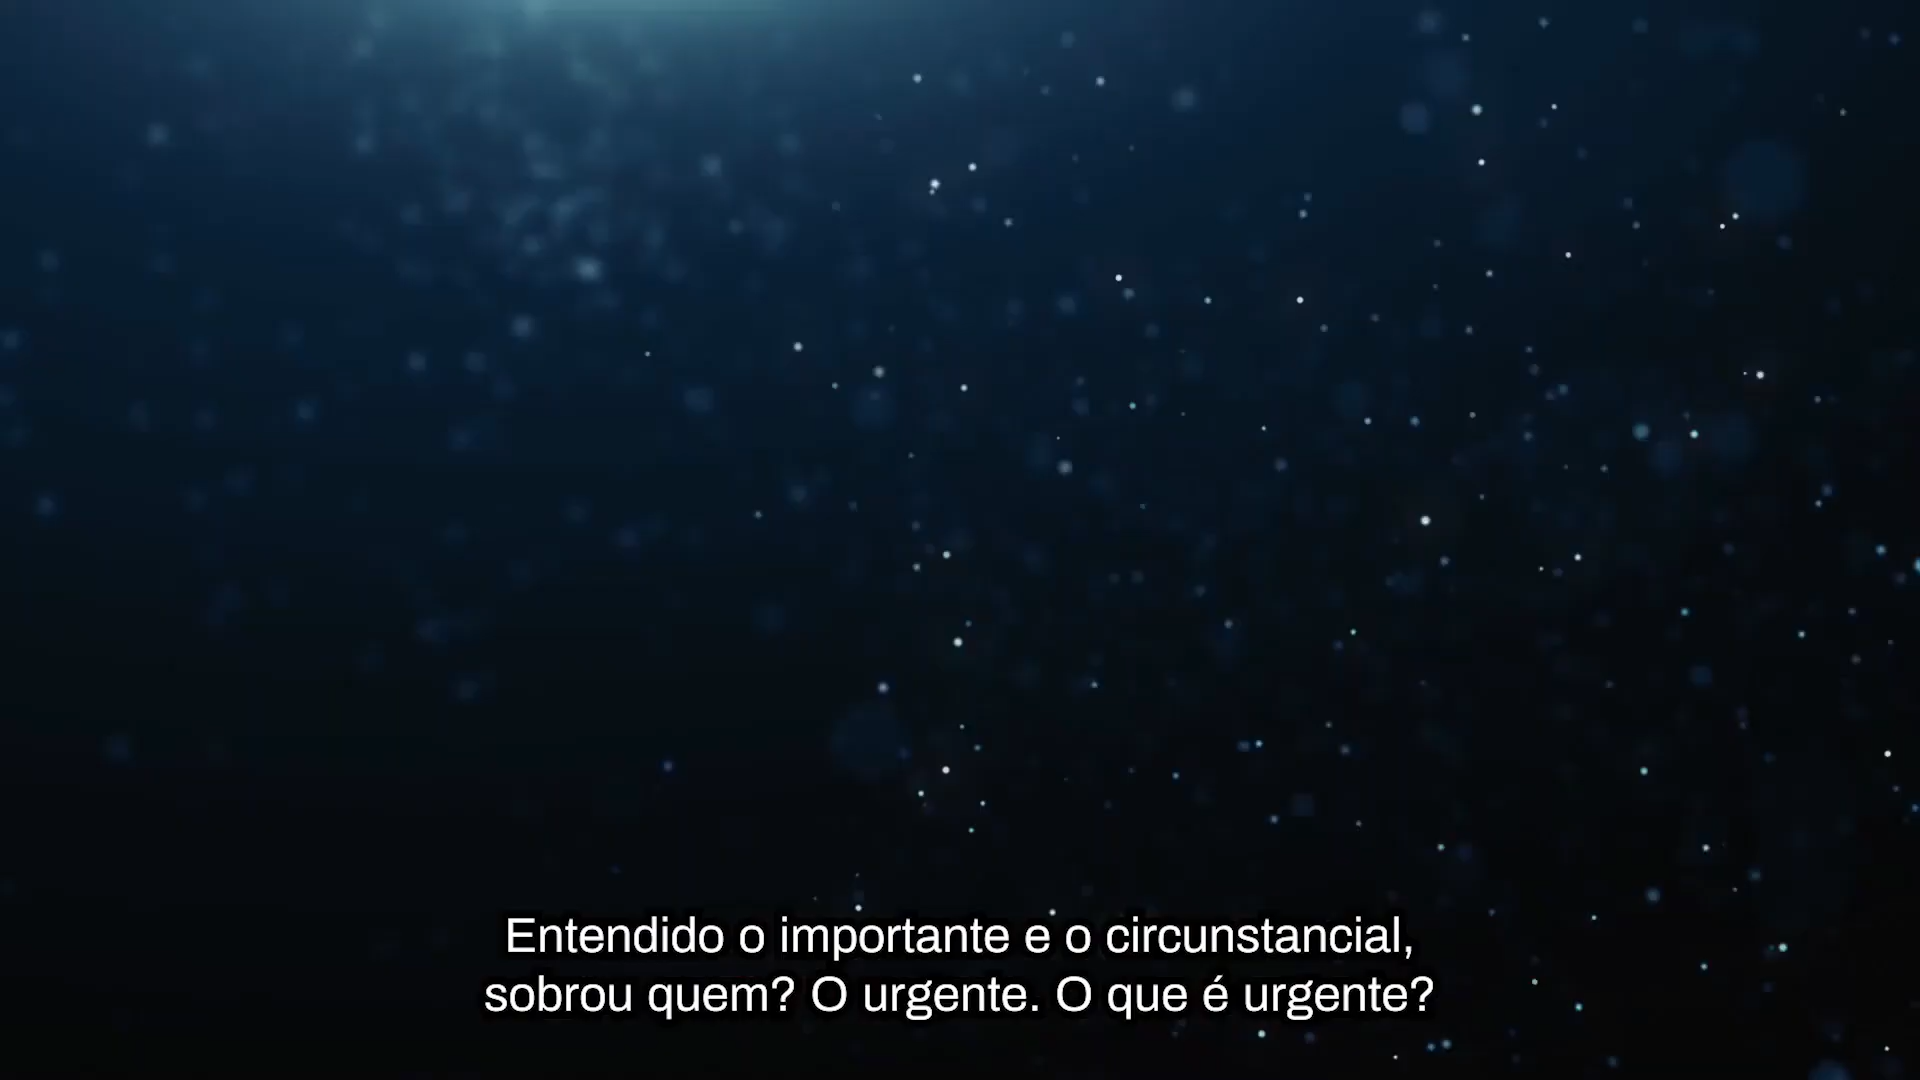 Entendido o importante e o circunstancial,
sobrou quem? O urgente. O que é urgente?